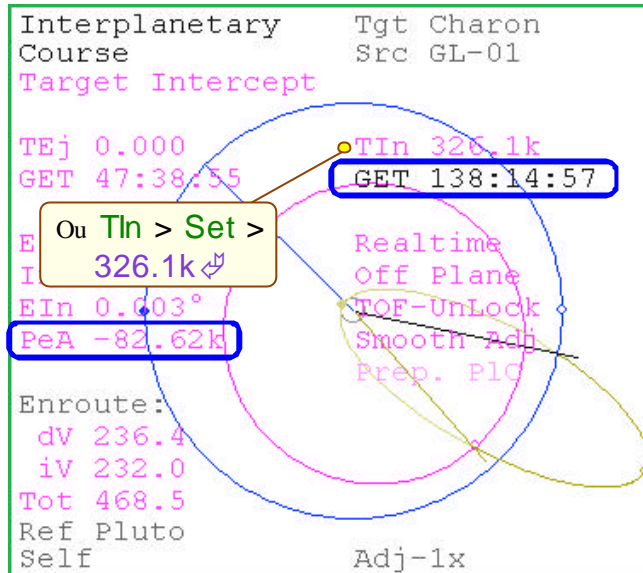 Interplanetary Tgt Charon
Course Src GL-01
Target Intercept
TEj 0.000 TIn 326.1k
GET 47:38:55 GET 138:14:57
Ou TIn > Set >
326.1k
E Realtime
I Off Plane
EIn 0.003° TOF-UnLock
PeA -82.62k Smooth Adj
Prep. PlC
Enroute:
dV 236.4
iV 232.0
Tot 468.5
Ref Pluto
Self Adj-1x